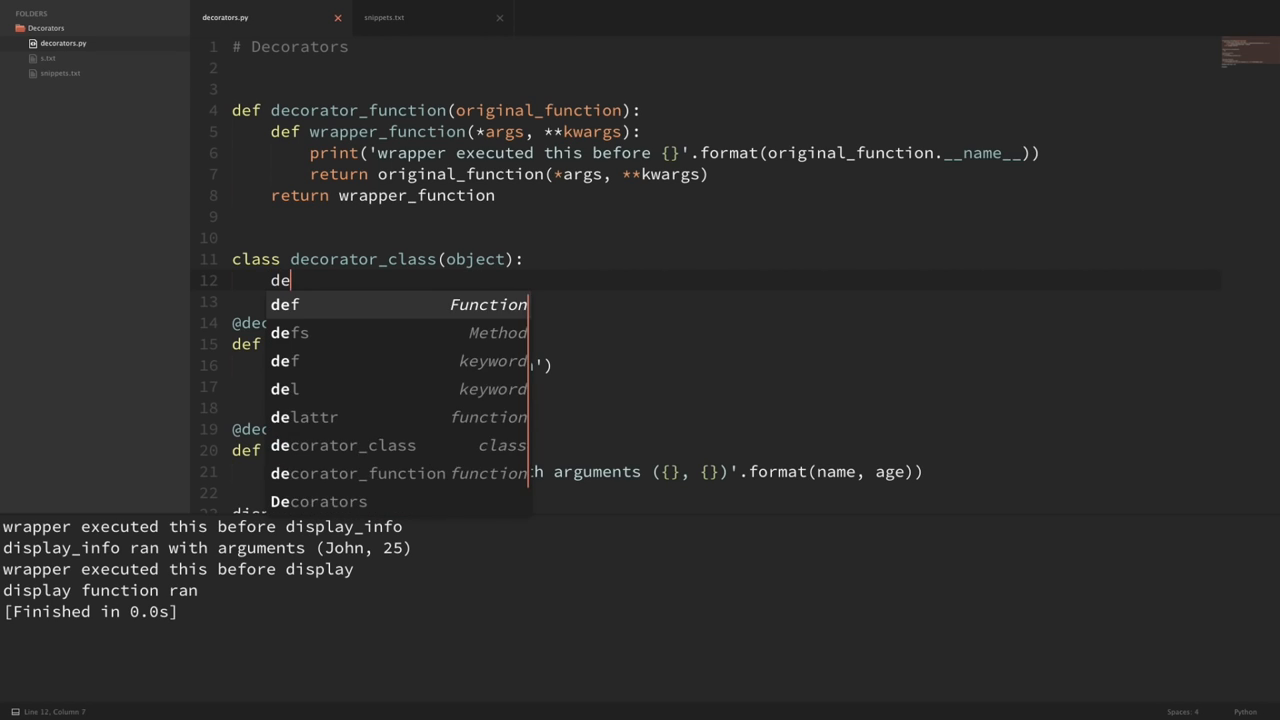 FOLDERS
Decorators
decorators.py
s.txt
snippets.txt
decorators.py
snippets.txt
1 # Decorators
2
3
4 def decorator_function(original_function):
5     def wrapper_function(*args, **kwargs):
6         print('wrapper executed this before {}'.format(original_function.__name__))
7         return original_function(*args, **kwargs)
8     return wrapper_function
9
10
11 class decorator_class(object):
12     de
13
14 @dec
15 def
16 ')
17
18
19 @dec
20 def
21 h arguments ({}, {})'.format(name, age))
22
def Function
defs Method
def keyword
del keyword
delattr function
decorator_class class
decorator_function function
Decorators
wrapper executed this before display_info
display_info ran with arguments (John, 25)
wrapper executed this before display
display function ran
[Finished in 0.0s]
Line 12, Column 7
Spaces: 4
Python